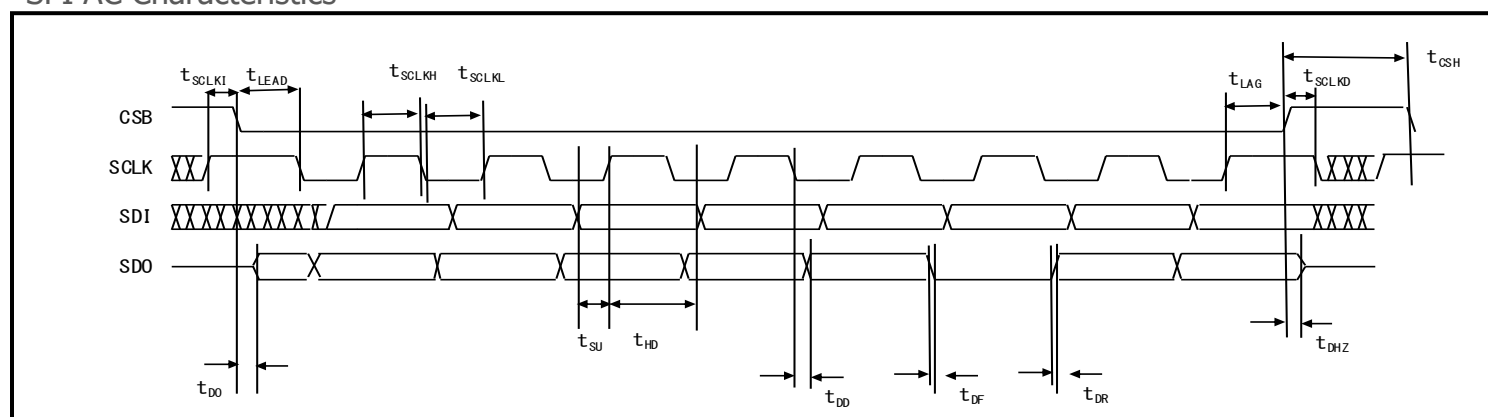 SPI AC Characteristics
tSCLKI tLEAD tSCLKH tSCLKL tLAG tSCLKD tCSH
CSB
SCLK
SDI
SDO
tSU tHD tDHZ
tDO tDD tDF tDR